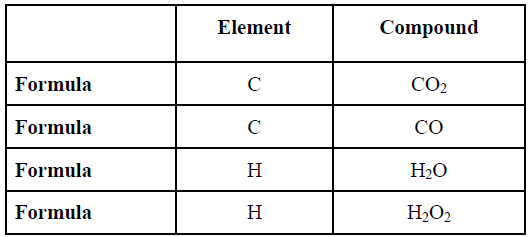 Element Compound
Formula C CO₂
Formula C CO
Formula H H₂O
Formula H H₂O₂